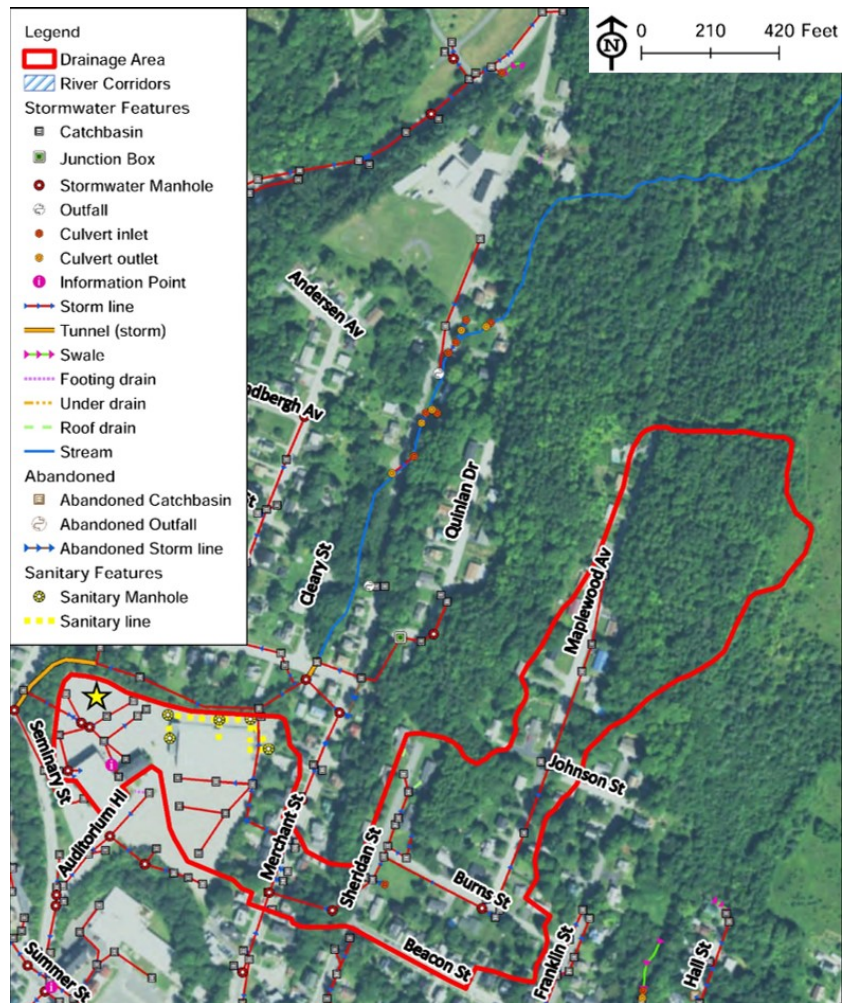 Legend
Drainage Area
River Corridors
Stormwater Features
Catchbasin
Junction Box
Stormwater Manhole
Outfall
Culvert inlet
Culvert outlet
Information Point
Storm line
Tunnel (storm)
Swale
Footing drain
Under drain
Roof drain
Stream
Abandoned
Abandoned Catchbasin
Abandoned Outfall
Abandoned Storm line
Sanitary Features
Sanitary Manhole
Sanitary line
N
0 210 420 Feet
Andersen Av
ndbergh Av
St
Cleary St
Quinlan Dr
Maplewood Av
Johnson St
Seminary St
Auditorium Hl
Merchant St
Sheridan St
Burns St
Beacon St
Franklin St
Hall St
Summer St